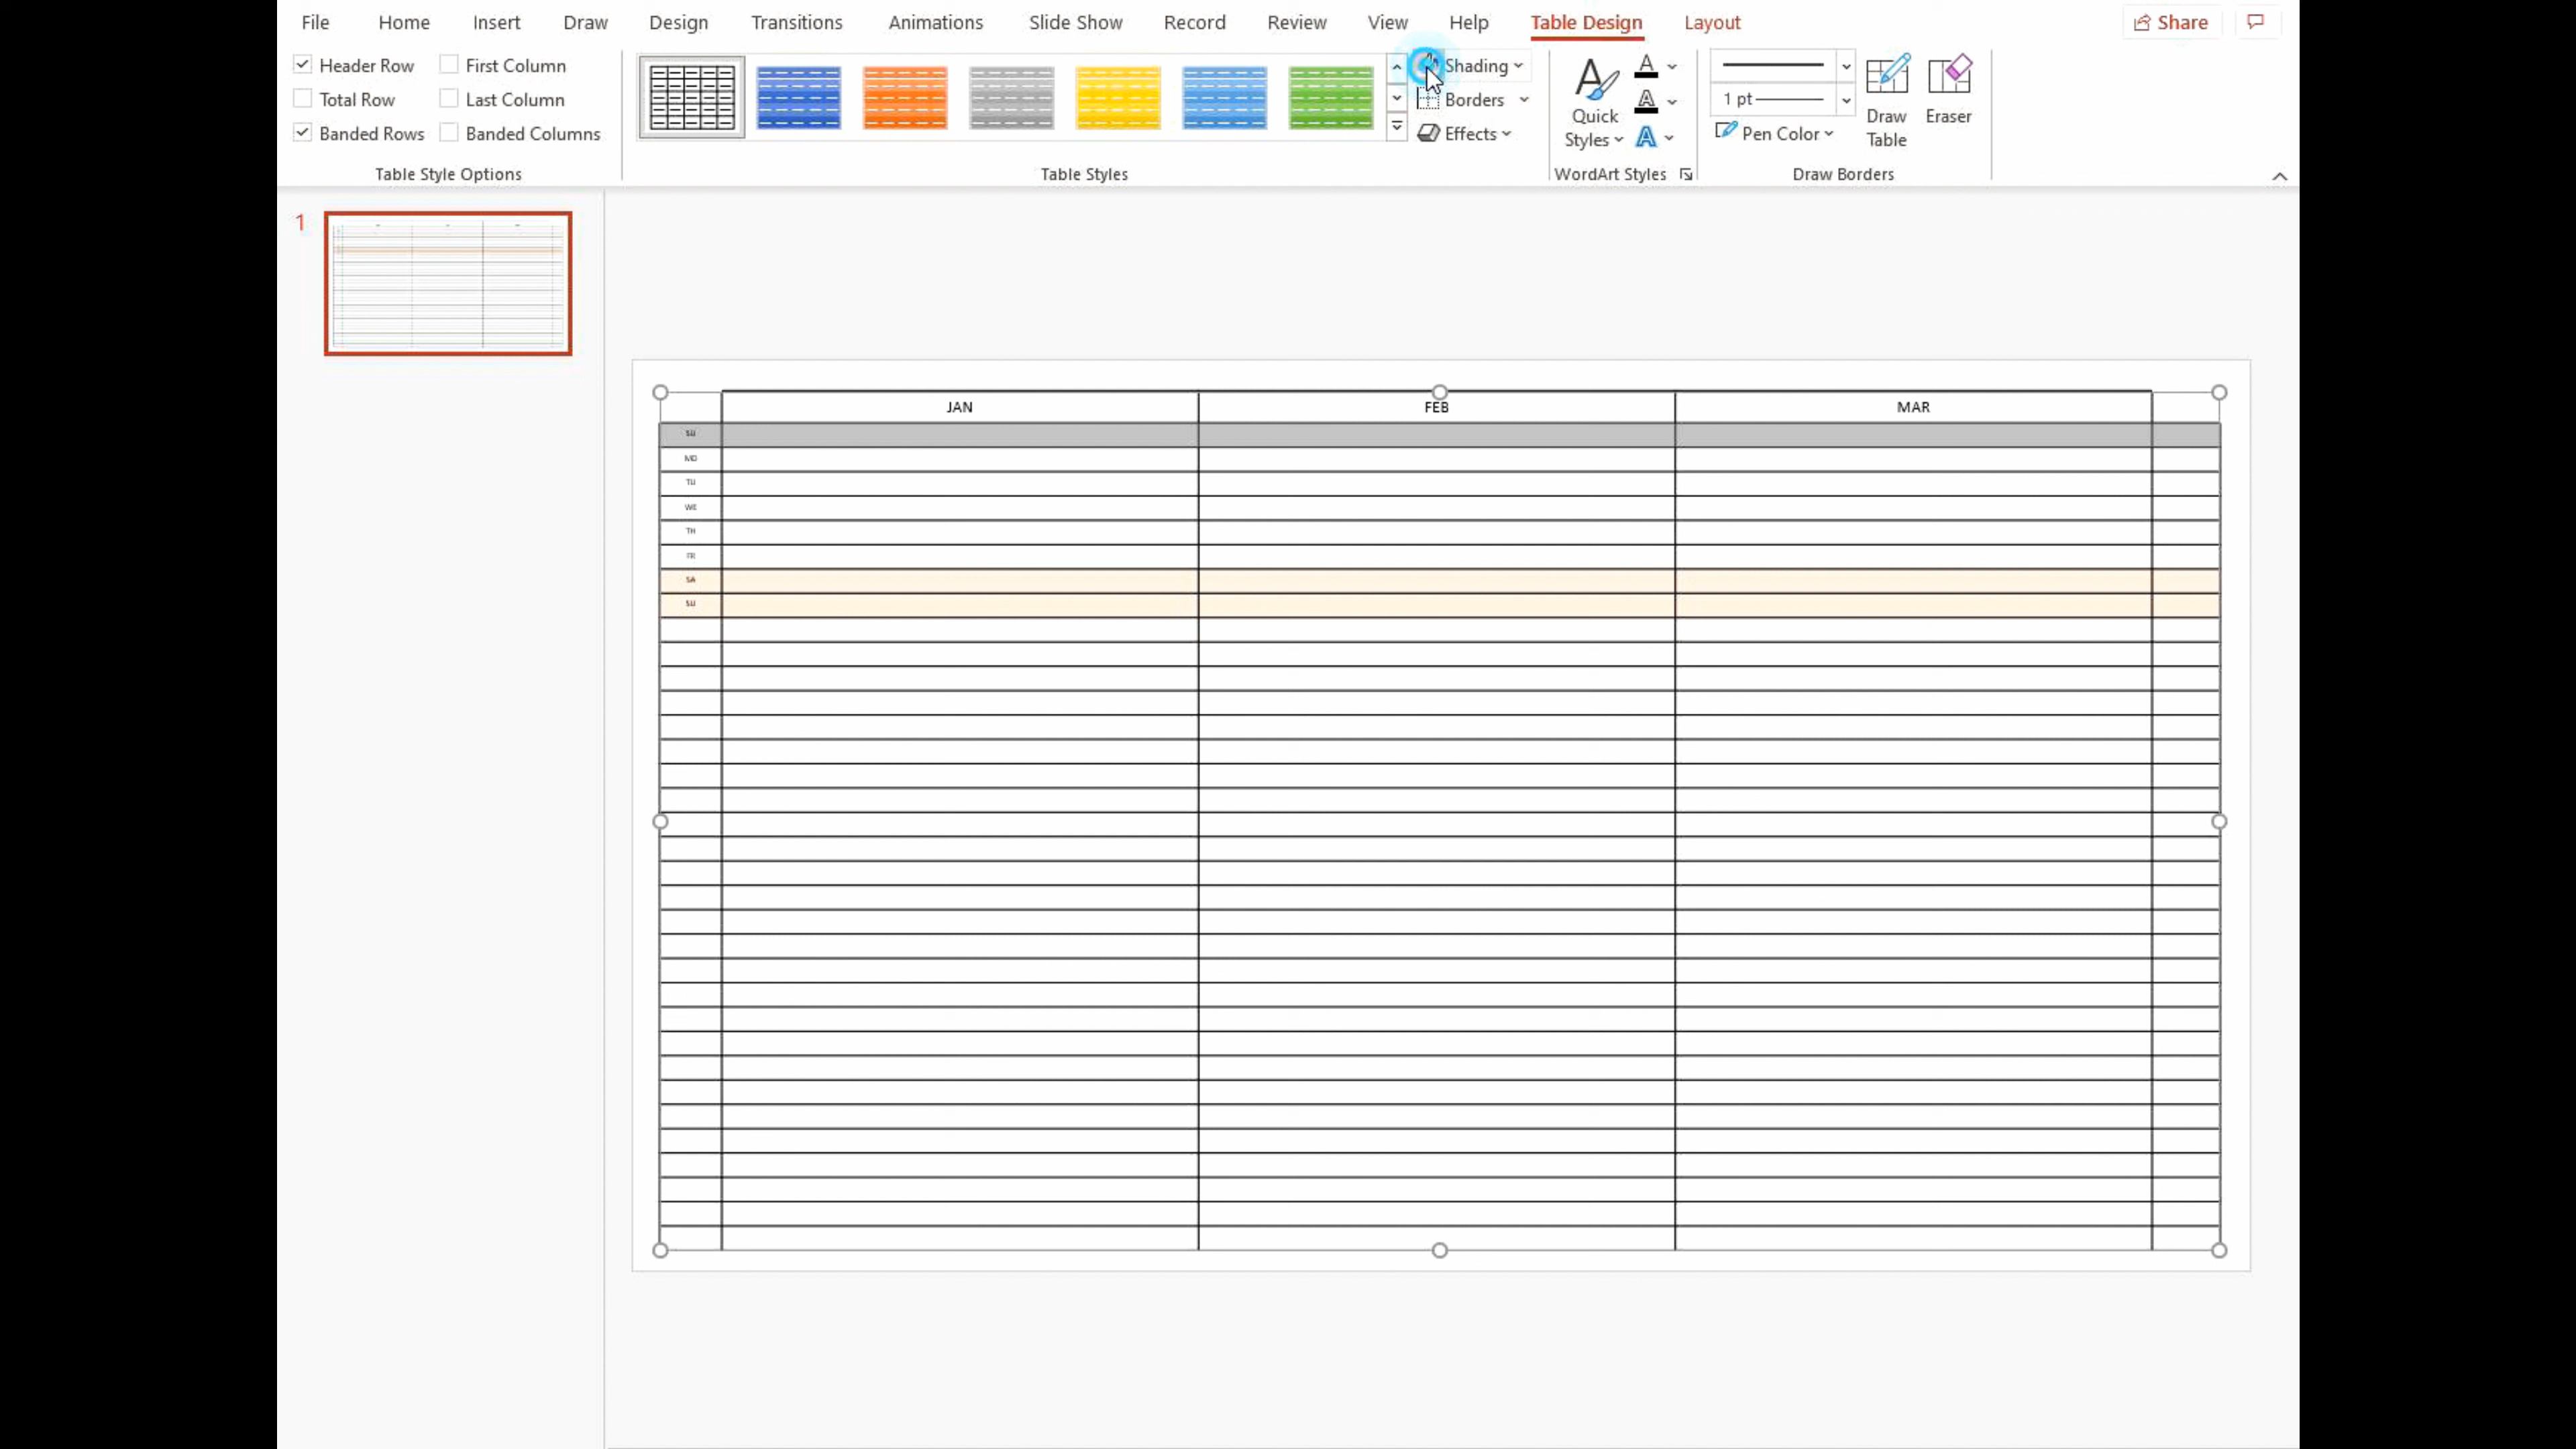 File Home Insert Draw Design Transitions Animations Slide Show Record Review View Help Table Design Layout Share
Header Row First Column
Total Row Last Column
Banded Rows Banded Columns
Table Style Options
Table Styles
Shading
Borders
Effects
Quick
Styles
A
A
A
WordArt Styles
1 pt
Pen Color
Draw
Table
Eraser
Draw Borders
1
JAN FEB MAR
SU
MO
TU
WE
TH
FR
SA
SU